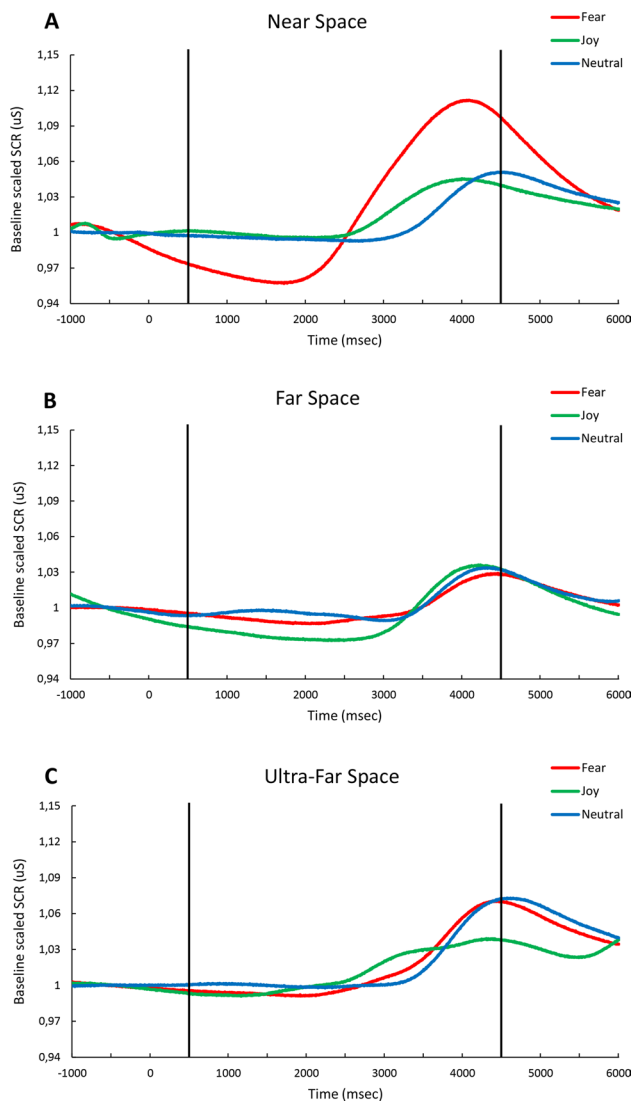 A
Near Space
Fear
Joy
Neutral
Baseline scaled SCR (uS)
1,15
1,12
1,09
1,06
1,03
1
0,97
0,94
-1000 0 1000 2000 3000 4000 5000 6000
Time (msec)
B
Far Space
Fear
Joy
Neutral
Baseline scaled SCR (uS)
1,15
1,12
1,09
1,06
1,03
1
0,97
0,94
-1000 0 1000 2000 3000 4000 5000 6000
Time (msec)
C
Ultra-Far Space
Fear
Joy
Neutral
Baseline scaled SCR (uS)
1,15
1,12
1,09
1,06
1,03
1
0,97
0,94
-1000 0 1000 2000 3000 4000 5000 6000
Time (msec)